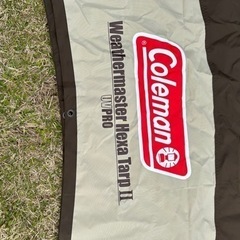 Coleman
Weathermaster Hexa Tarp II
UVPRO